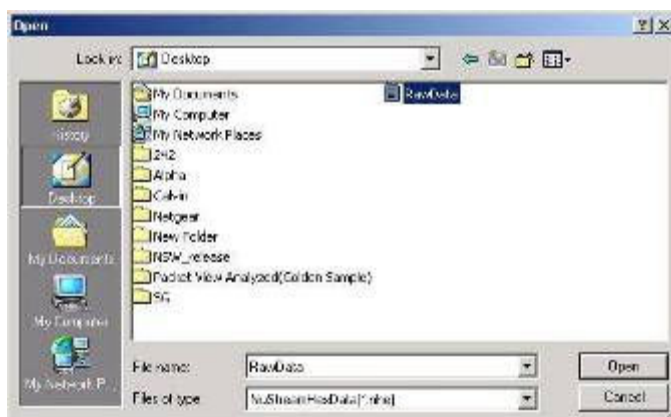 Open
Look in: Desktop
History
Desktop
My Documents
My Computer
My Network P...
My Documents
My Computer
My Network Places
242
Alpha
Calvin
Netgear
New Folder
NSW_release
Packet View Analyzed(Golden Sample)
SG
RawData
File name: RawData Open
Files of type: NuStreamHexData(*.nhe) Cancel